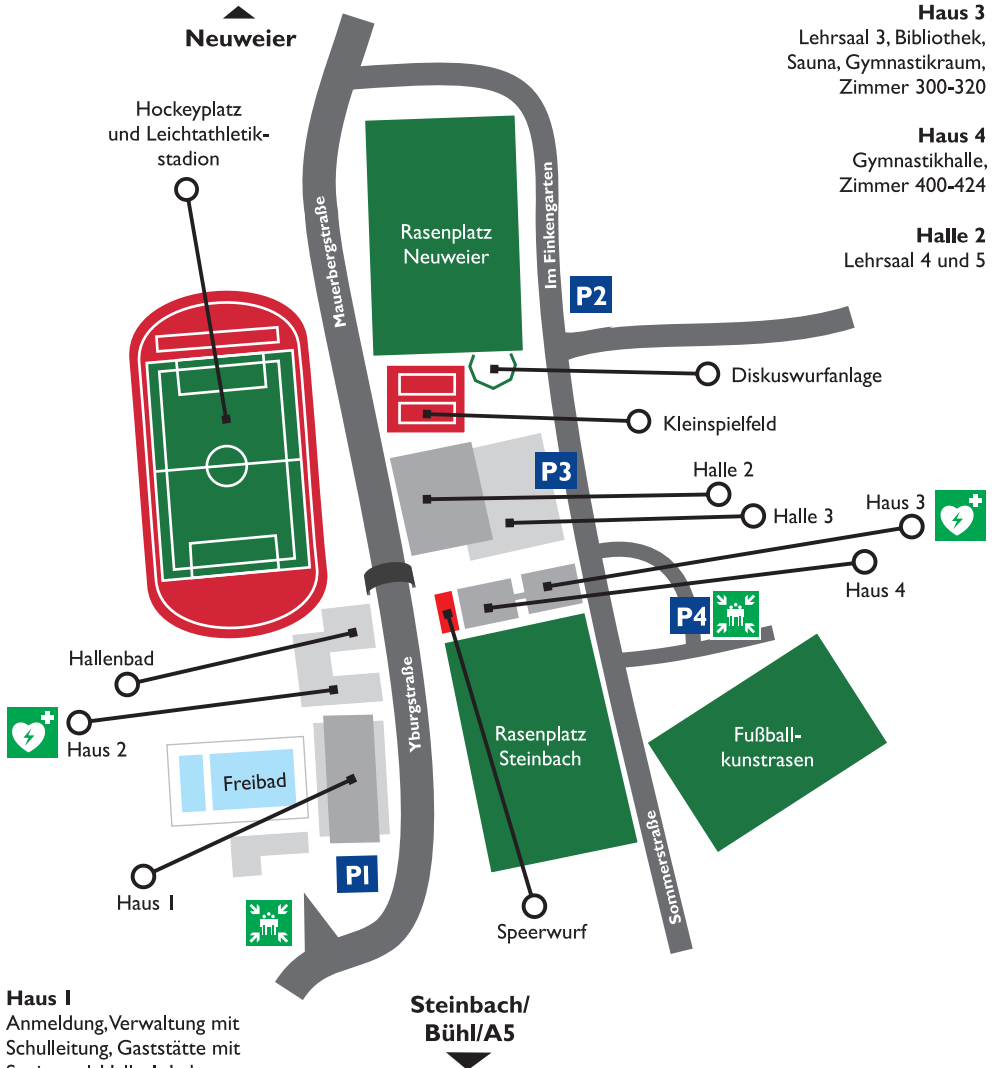 Neuweier
Haus 3
Lehrsaal 3, Bibliothek,
Sauna, Gymnastikraum,
Zimmer 300-320
Haus 4
Gymnastikhalle,
Zimmer 400-424
Halle 2
Lehrsaal 4 und 5
Hockeyplatz
und Leichtathletik-
stadion
Mauerbergstraße
Rasenplatz
Neuweier
Im Finkengarten
P2
Diskuswurfanlage
Kleinspielfeld
P3
Halle 2
Halle 3
Haus 3
Haus 4
P4
Hallenbad
Haus 2
Yburgstraße
Rasenplatz
Steinbach
Fußball-
kunstrasen
Freibad
Sommerstraße
P1
Haus 1
Speerwurf
Haus 1
Anmeldung, Verwaltung mit
Schulleitung, Gaststätte mit
Steinbach/
Bühl/A5